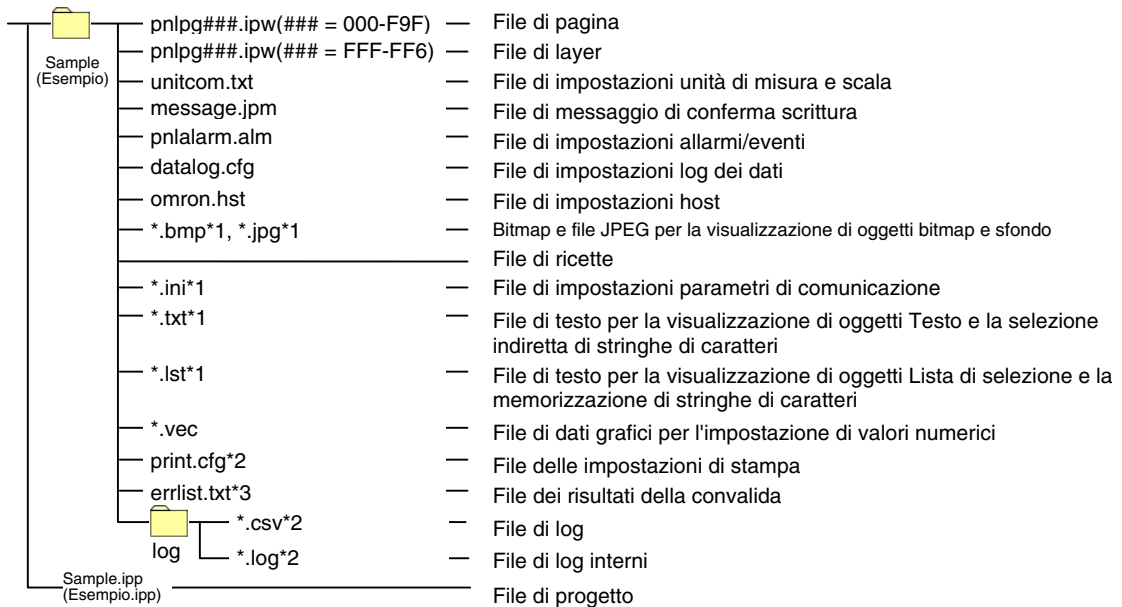 Sample
(Esempio)
pnlpg###.ipw(### = 000-F9F) — File di pagina
pnlpg###.ipw(### = FFF-FF6) — File di layer
unitcom.txt — File di impostazioni unità di misura e scala
message.jpm — File di messaggio di conferma scrittura
pnlalarm.alm — File di impostazioni allarmi/eventi
datalog.cfg — File di impostazioni log dei dati
omron.hst — File di impostazioni host
*.bmp*1, *.jpg*1 — Bitmap e file JPEG per la visualizzazione di oggetti bitmap e sfondo
File di ricette
*.ini*1 — File di impostazioni parametri di comunicazione
*.txt*1 — File di testo per la visualizzazione di oggetti Testo e la selezione
indiretta di stringhe di caratteri
*.lst*1 — File di testo per la visualizzazione di oggetti Lista di selezione e la
memorizzazione di stringhe di caratteri
*.vec — File di dati grafici per l'impostazione di valori numerici
print.cfg*2 — File delle impostazioni di stampa
errlist.txt*3 — File dei risultati della convalida
log
*.csv*2 — File di log
*.log*2 — File di log interni
Sample.ipp
(Esempio.ipp)
File di progetto